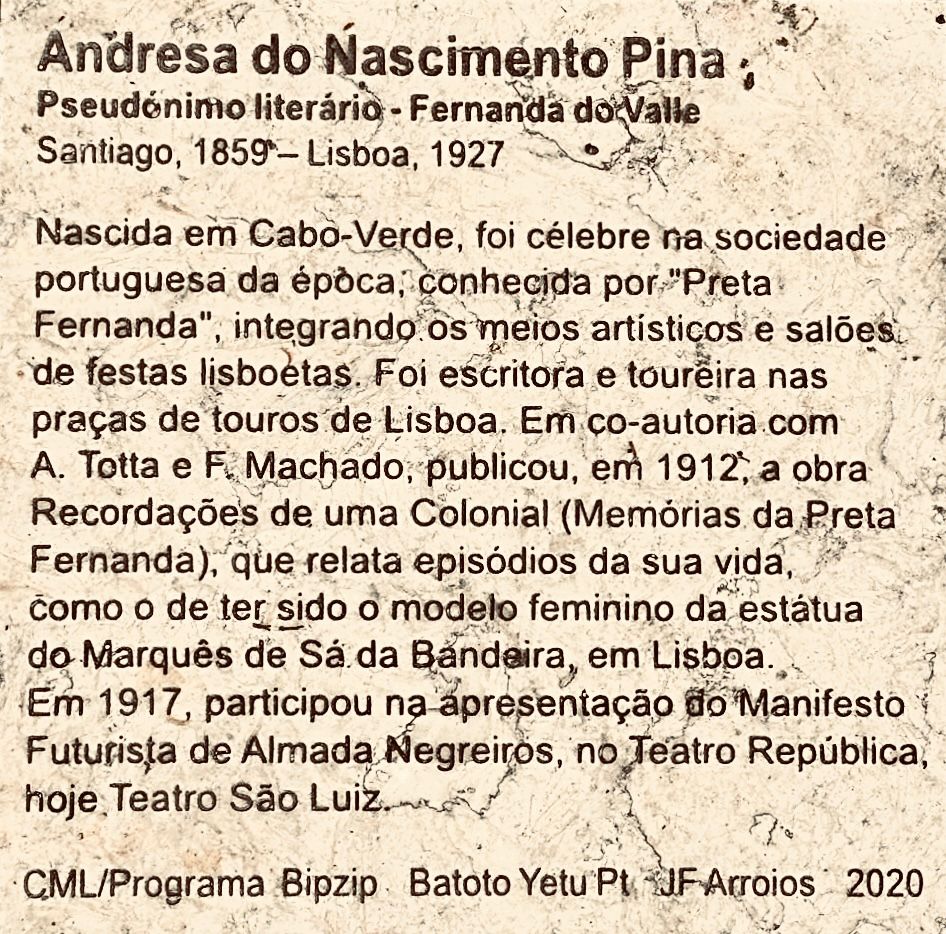 Andresa do Nascimento Pina
Pseudónimo literário - Fernanda do Valle
Santiago, 1859 – Lisboa, 1927
Nascida em Cabo-Verde, foi célebre na sociedade
portuguesa da época, conhecida por "Preta
Fernanda", integrando os meios artísticos e salões
de festas lisboetas. Foi escritora e toureira nas
praças de touros de Lisboa. Em co-autoria com
A. Totta e F. Machado, publicou, em 1912, a obra
Recordações de uma Colonial (Memórias da Preta
Fernanda), que relata episódios da sua vida,
como o de ter sido o modelo feminino da estátua
do Marquês de Sá da Bandeira, em Lisboa.
Em 1917, participou na apresentação do Manifesto
Futurista de Almada Negreiros, no Teatro República,
hoje Teatro São Luiz.
CML/Programa Bipzip Batoto Yetu Pt JF Arroios 2020